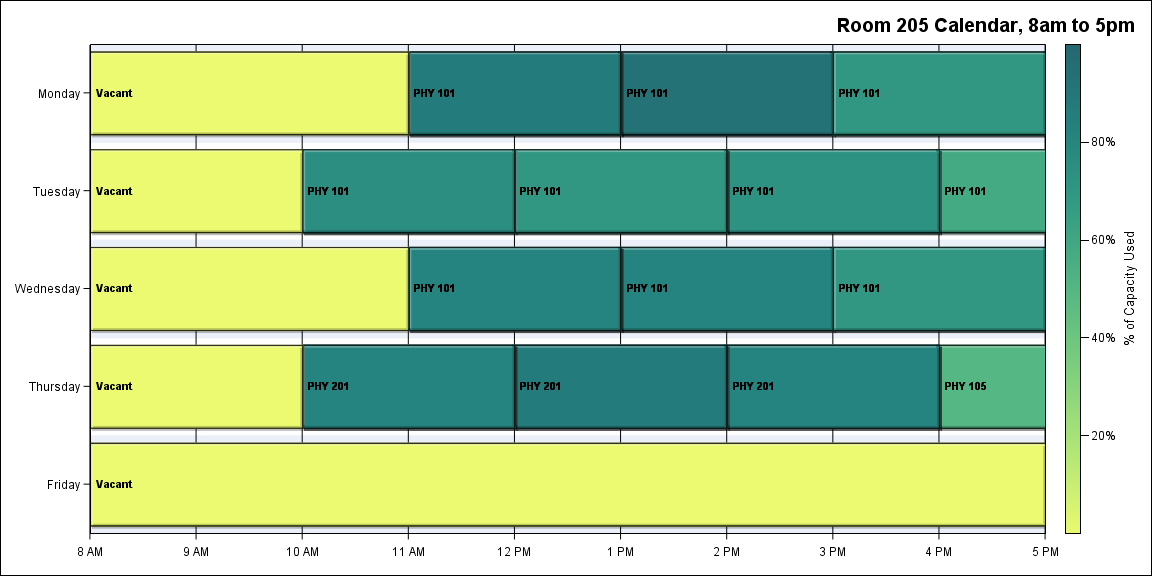 Room 205 Calendar, 8am to 5pm
Monday
Vacant
PHY 101
PHY 101
PHY 101
Tuesday
Vacant
PHY 101
PHY 101
PHY 101
PHY 101
Wednesday
Vacant
PHY 101
PHY 101
PHY 101
Thursday
Vacant
PHY 201
PHY 201
PHY 201
PHY 105
Friday
Vacant
8 AM
9 AM
10 AM
11 AM
12 PM
1 PM
2 PM
3 PM
4 PM
5 PM
80%
60%
40%
20%
% of Capacity Used